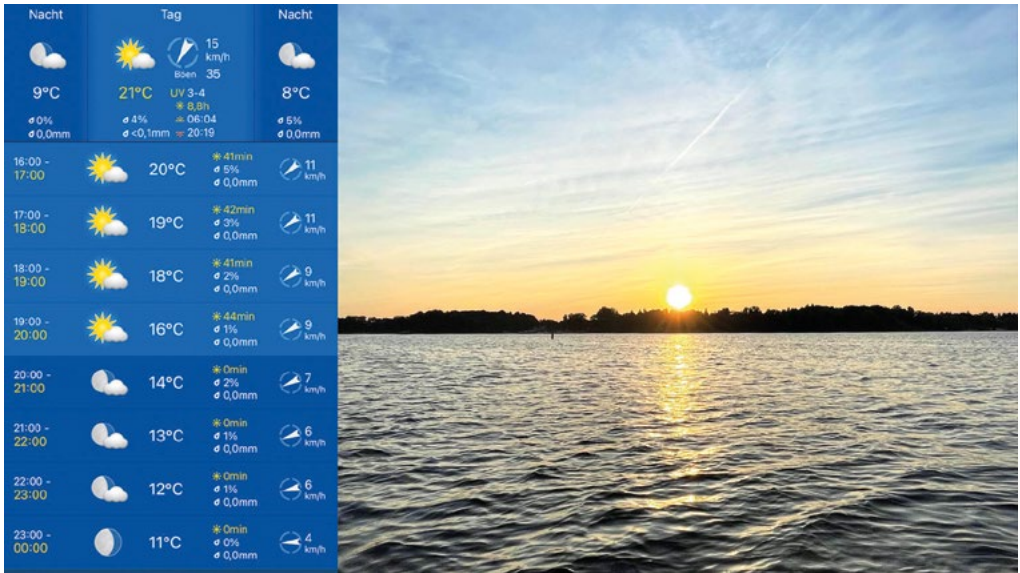 Nacht
9°C
0%
0,0mm
Tag
15
km/h
Böen 35
21°C
UV 3-4
8,8h
4%
06:04
<0,1mm
20:19
Nacht
8°C
5%
0,0mm
16:00 -
17:00
20°C
41min
5%
0,0mm
11
km/h
17:00 -
18:00
19°C
42min
3%
0,0mm
11
km/h
18:00 -
19:00
18°C
41min
2%
0,0mm
9
km/h
19:00 -
20:00
16°C
44min
1%
0,0mm
9
km/h
20:00 -
21:00
14°C
0min
2%
0,0mm
7
km/h
21:00 -
22:00
13°C
0min
1%
0,0mm
6
km/h
22:00 -
23:00
12°C
0min
1%
0,0mm
6
km/h
23:00 -
00:00
11°C
0min
0%
0,0mm
4
km/h